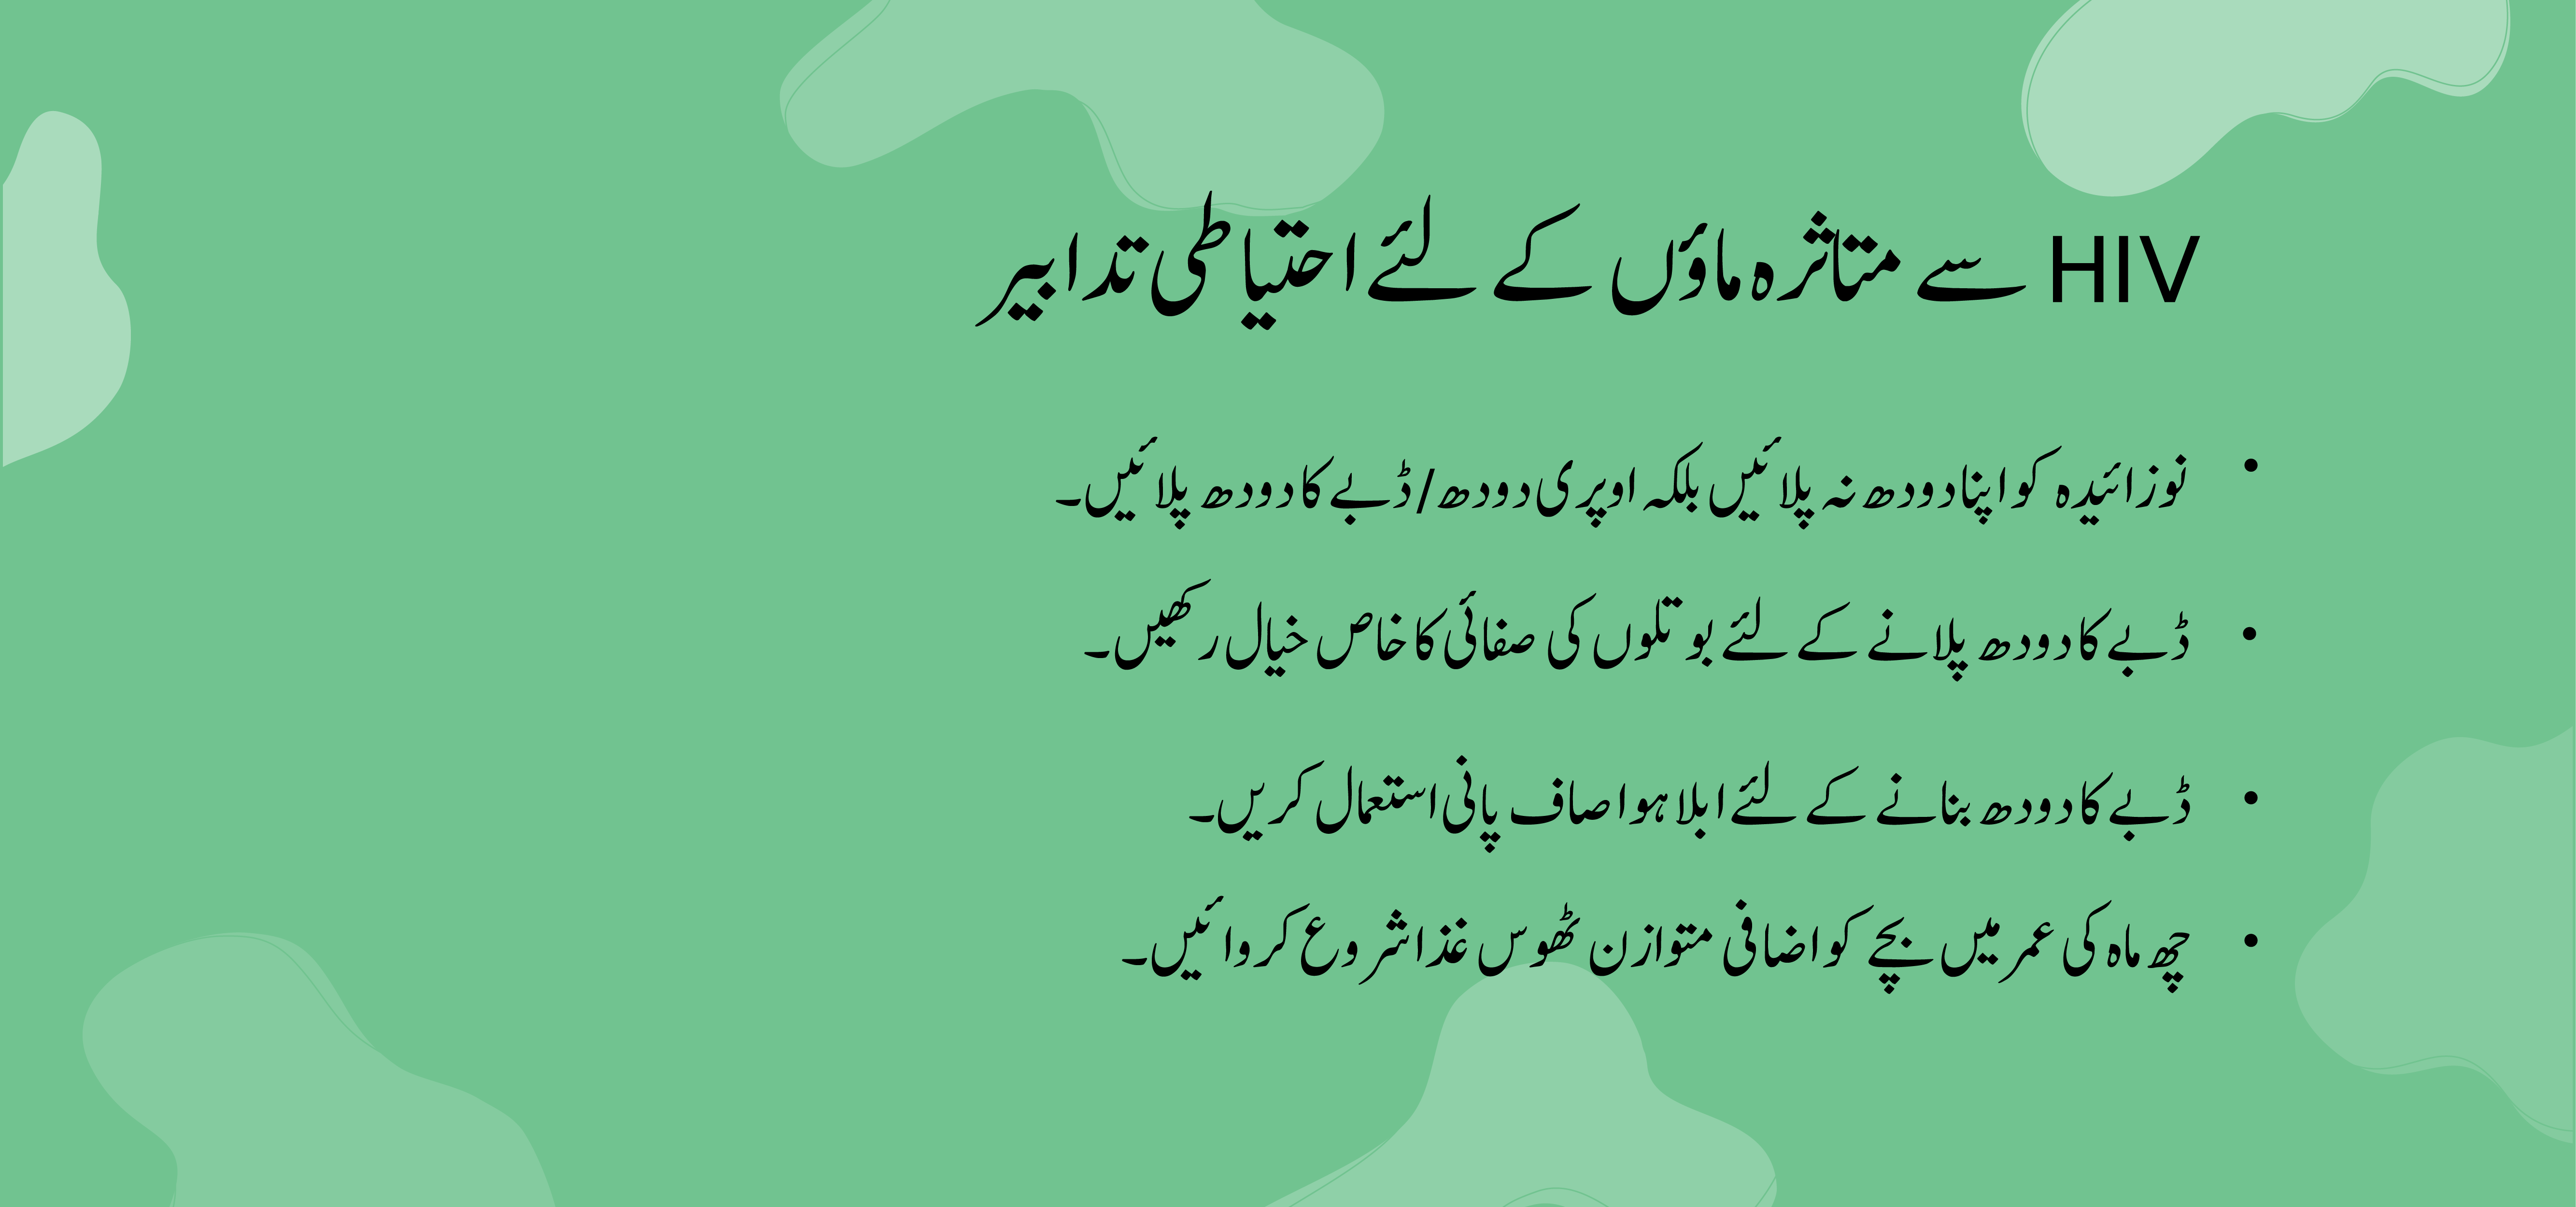 HIV سے متاثرہ ماؤں کے لئے احتیاطی تدابیر
• نوزائیدہ کو اپنا دودھ نہ پلائیں بلکہ اوپری دودھ/ڈبے کا دودھ پلائیں۔
• ڈبے کا دودھ پلانے کے لئے بوتلوں کی صفائی کا خاص خیال رکھیں۔
• ڈبے کا دودھ بنانے کے لئے ابلا ہوا صاف پانی استعمال کریں۔
• چھ ماہ کی عمر میں بچے کو اضافی متوازن ٹھوس غذا شروع کروائیں۔